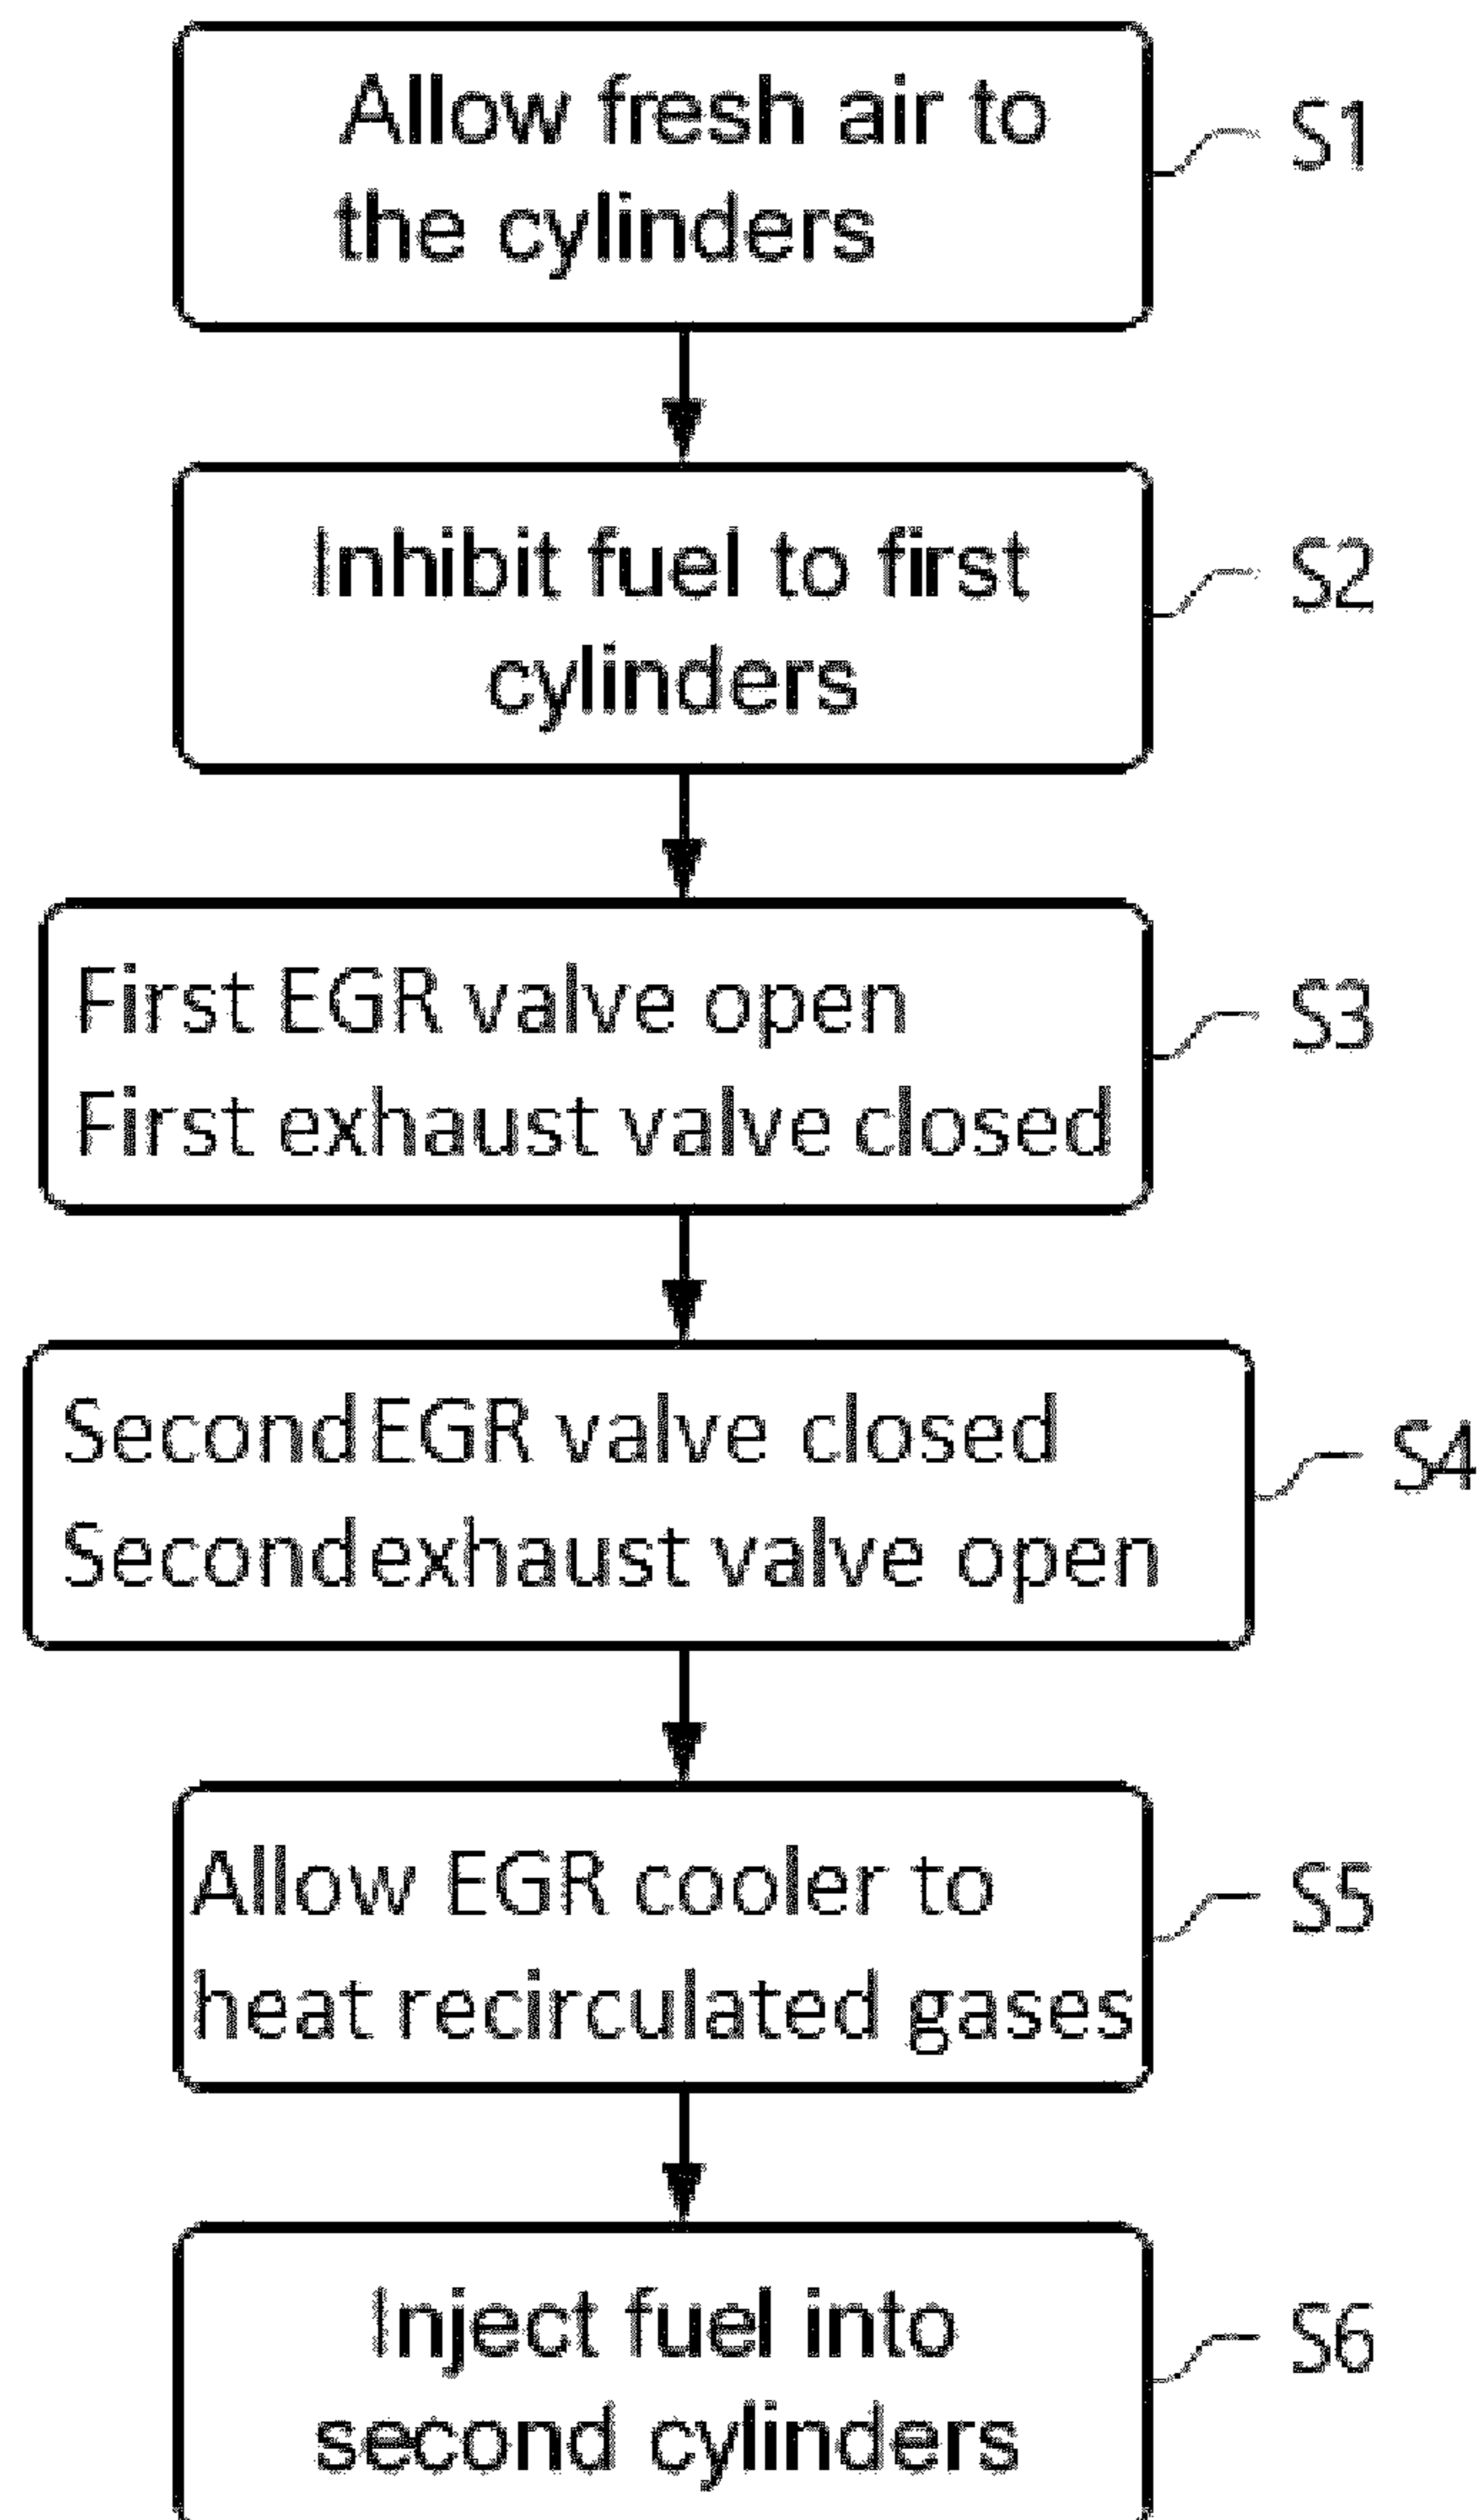 Allow fresh air to
the cylinders
S1
Inhibit fuel to first
cylinders
S2
First EGR valve open
First exhaust valve closed
S3
Second EGR valve closed
Second exhaust valve open
S4
Allow EGR cooler to
heat recirculated gases
S5
Inject fuel into
second cylinders
S6